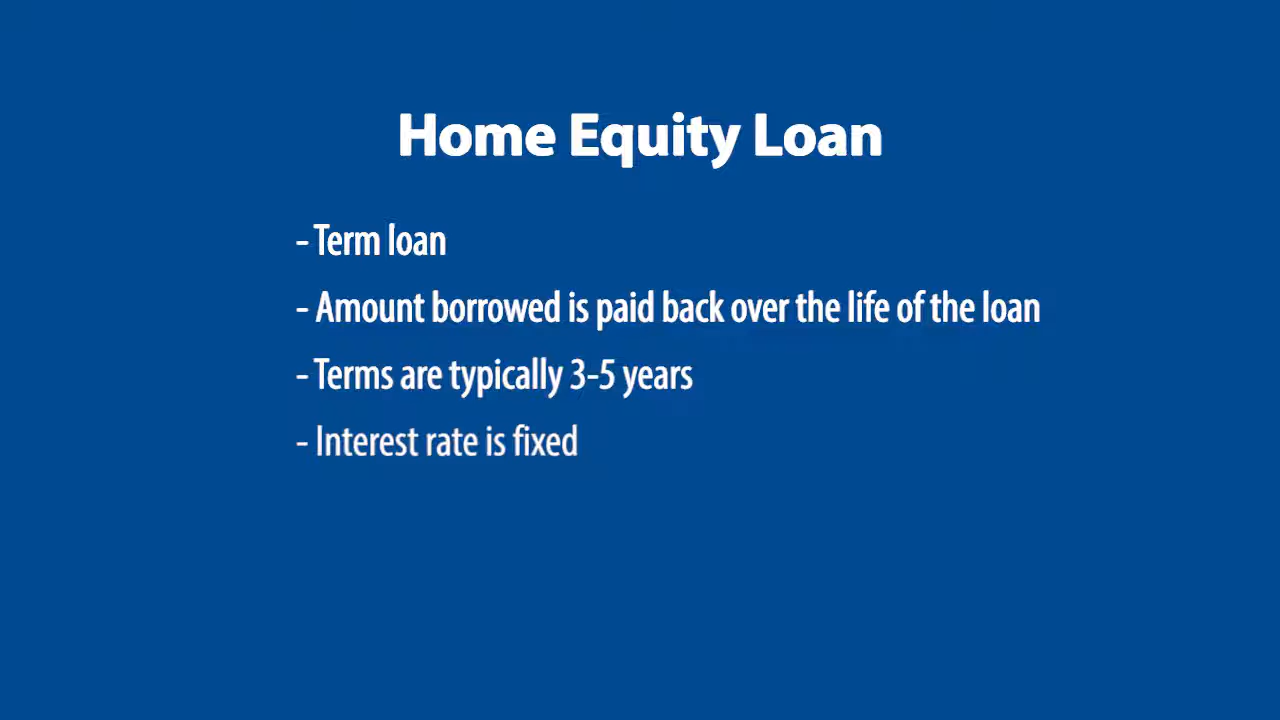 Home Equity Loan
- Term loan
- Amount borrowed is paid back over the life of the loan
- Terms are typically 3-5 years
- Interest rate is fixed